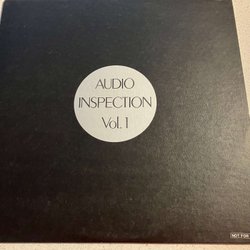 AUDIO
INSPECTION
Vol. 1
NOT FOR